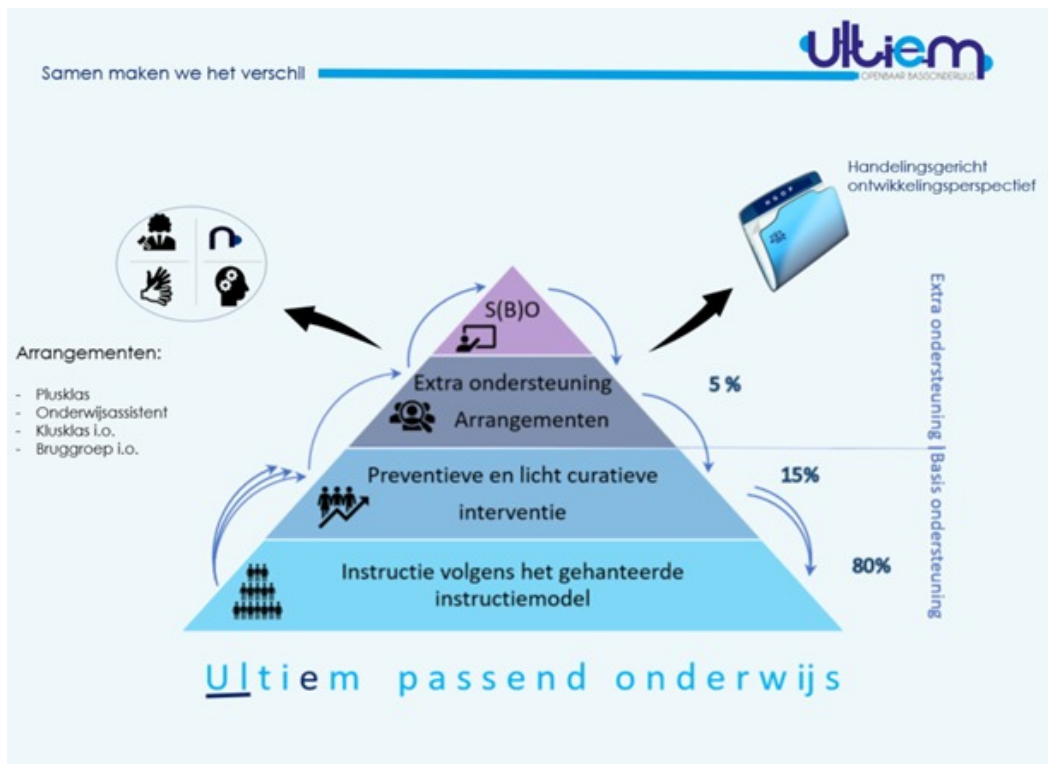 Samen maken we het verschil
Ultiem
OPENBAAR BASISONDERWIJS
Handelingsgericht
ontwikkelingsperspectief
Arrangementen:
- Plusklas
- Onderwijsassistent
- Klusklas i.o.
- Bruggroep i.o.
S(B)O
Extra ondersteuning
Arrangementen
5 %
Preventieve en licht curatieve
interventie
15%
Instructie volgens het gehanteerde
instructiemodel
80%
Extra ondersteuning |Basis ondersteuning
Ultiem passend onderwijs